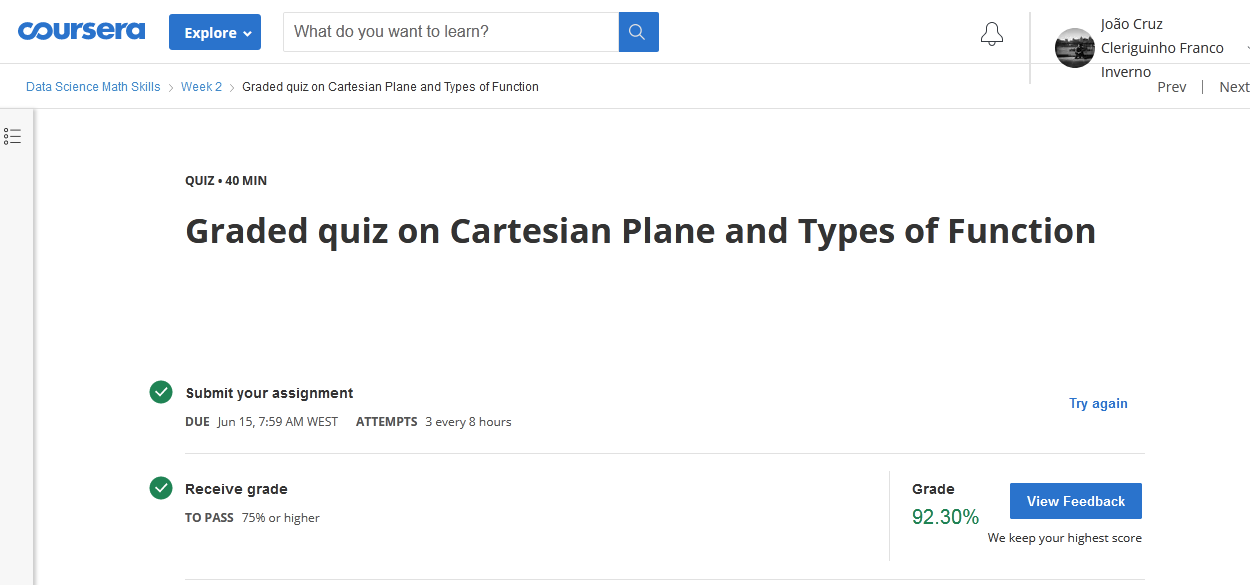 coursera
Explore
What do you want to learn?
João Cruz
Cleriguinho Franco
Inverno
Data Science Math Skills > Week 2 > Graded quiz on Cartesian Plane and Types of Function
Prev | Next
QUIZ • 40 MIN
Graded quiz on Cartesian Plane and Types of Function
Submit your assignment
Try again
DUE Jun 15, 7:59 AM WEST ATTEMPTS 3 every 8 hours
Receive grade
TO PASS 75% or higher
Grade
92.30%
View Feedback
We keep your highest score